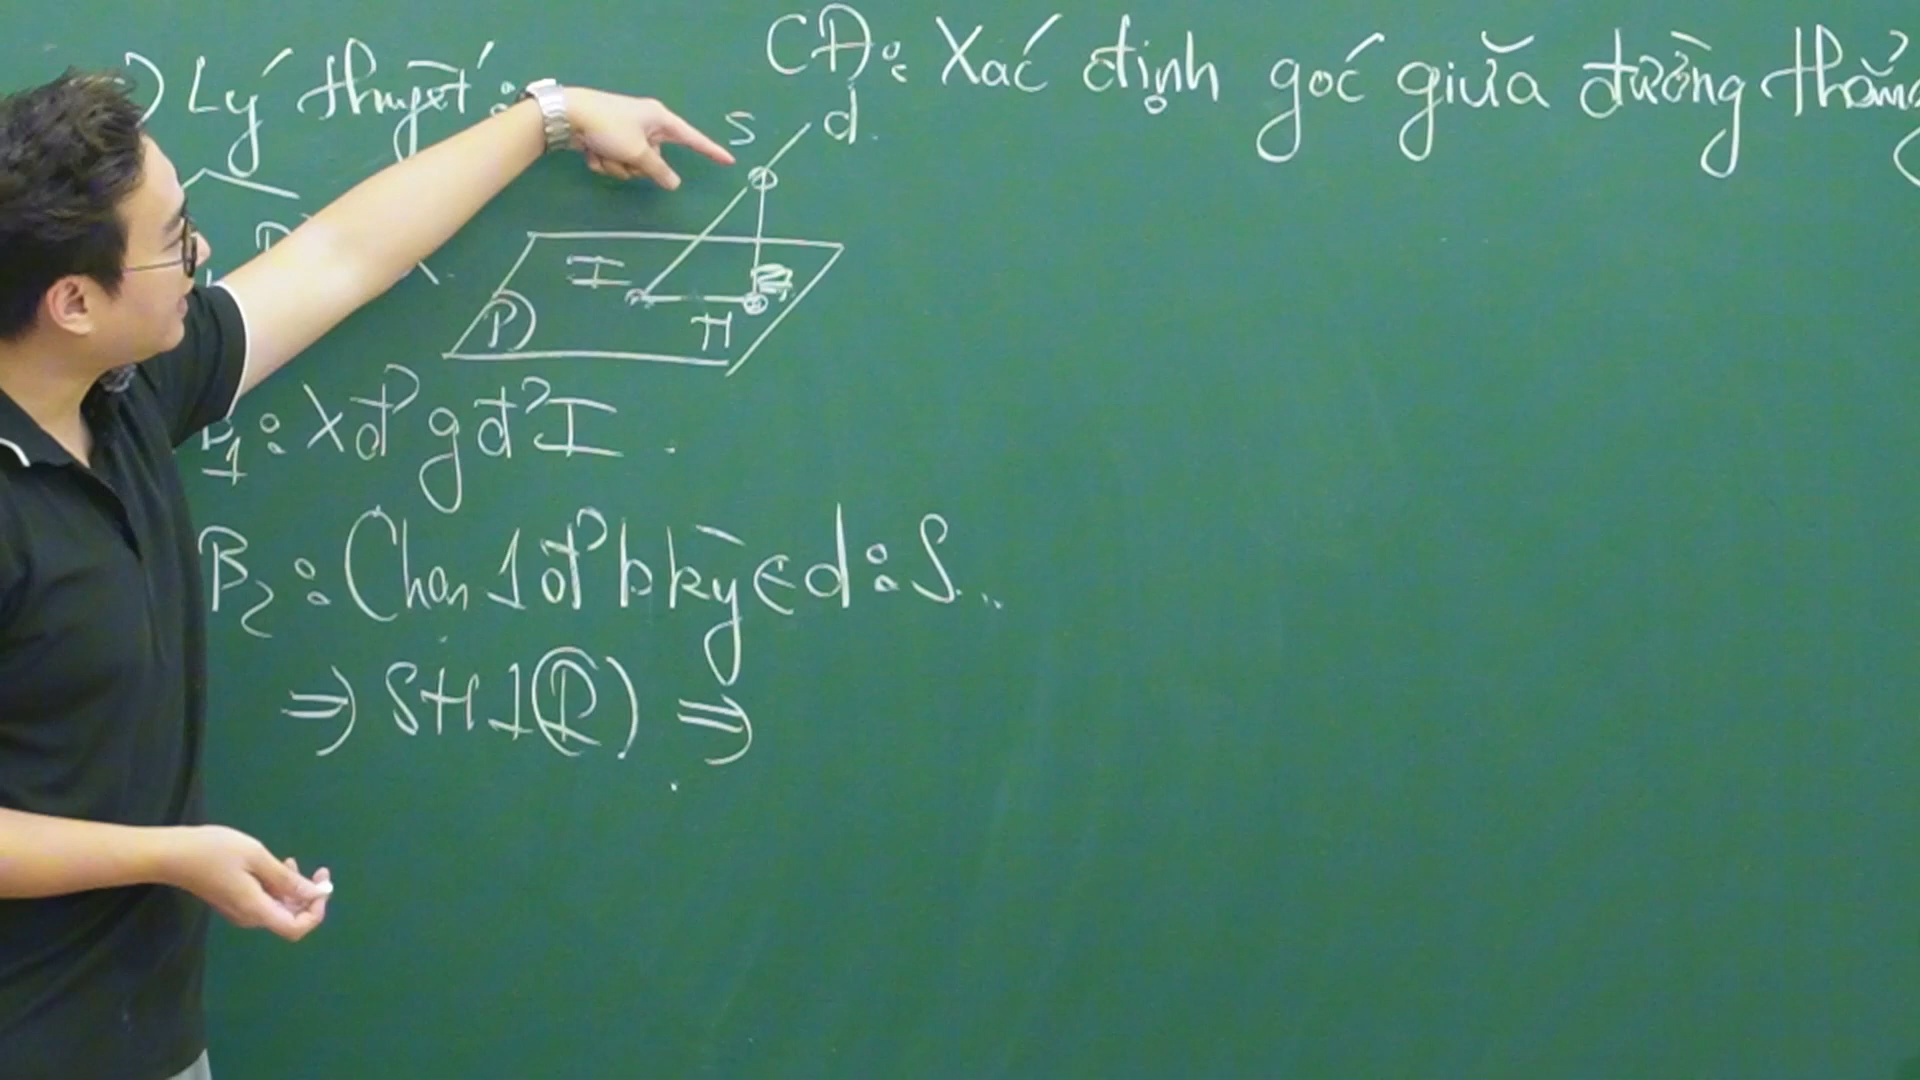 CĐ: Xác định góc giữa đường thẳng
) Lý thuyết:
S d
I
(P) H
B1: Xđ gđ I
B2: Chọn 1 đ bkỳ ∈ d: S
⇒ SH ⊥ (P) ⇒